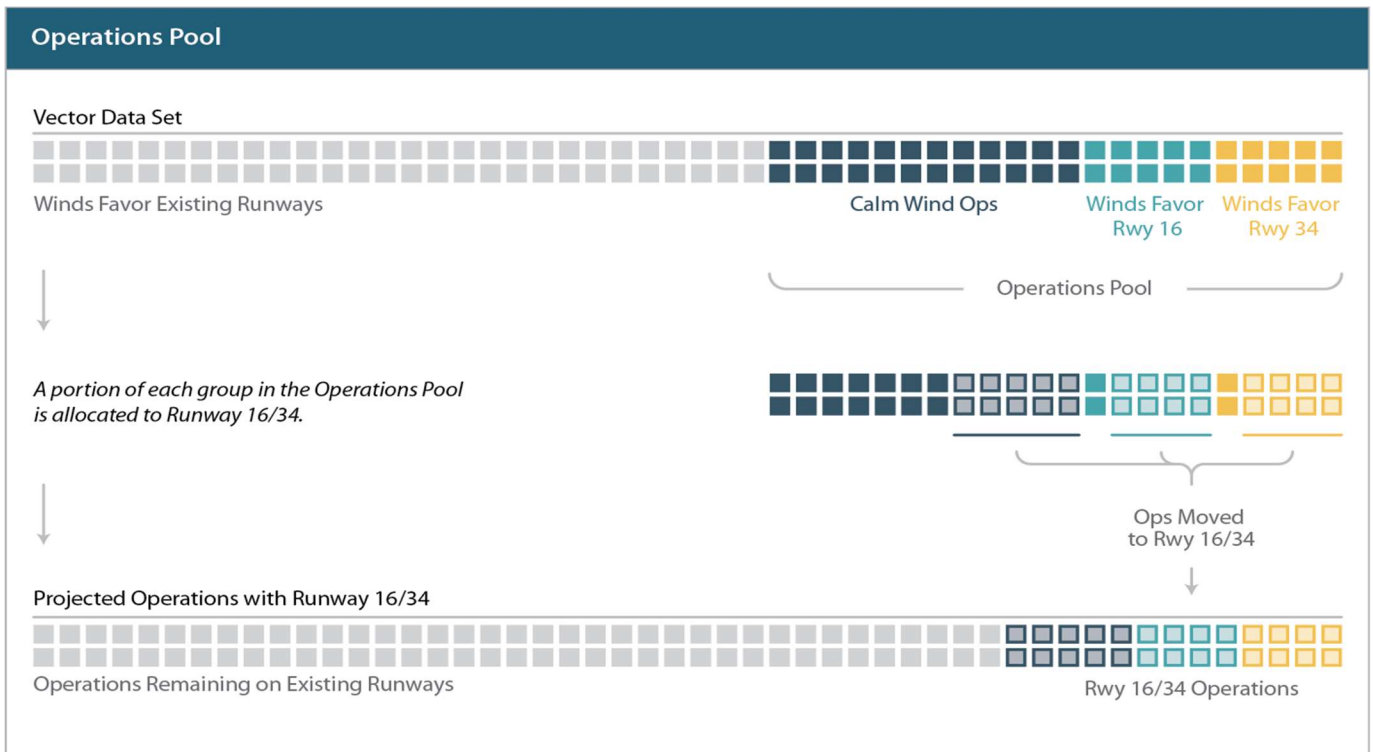 Operations Pool
Vector Data Set
Winds Favor Existing Runways
Calm Wind Ops
Winds Favor
Rwy 16
Winds Favor
Rwy 34
Operations Pool
A portion of each group in the Operations Pool
is allocated to Runway 16/34.
Ops Moved
to Rwy 16/34
Projected Operations with Runway 16/34
Operations Remaining on Existing Runways
Rwy 16/34 Operations